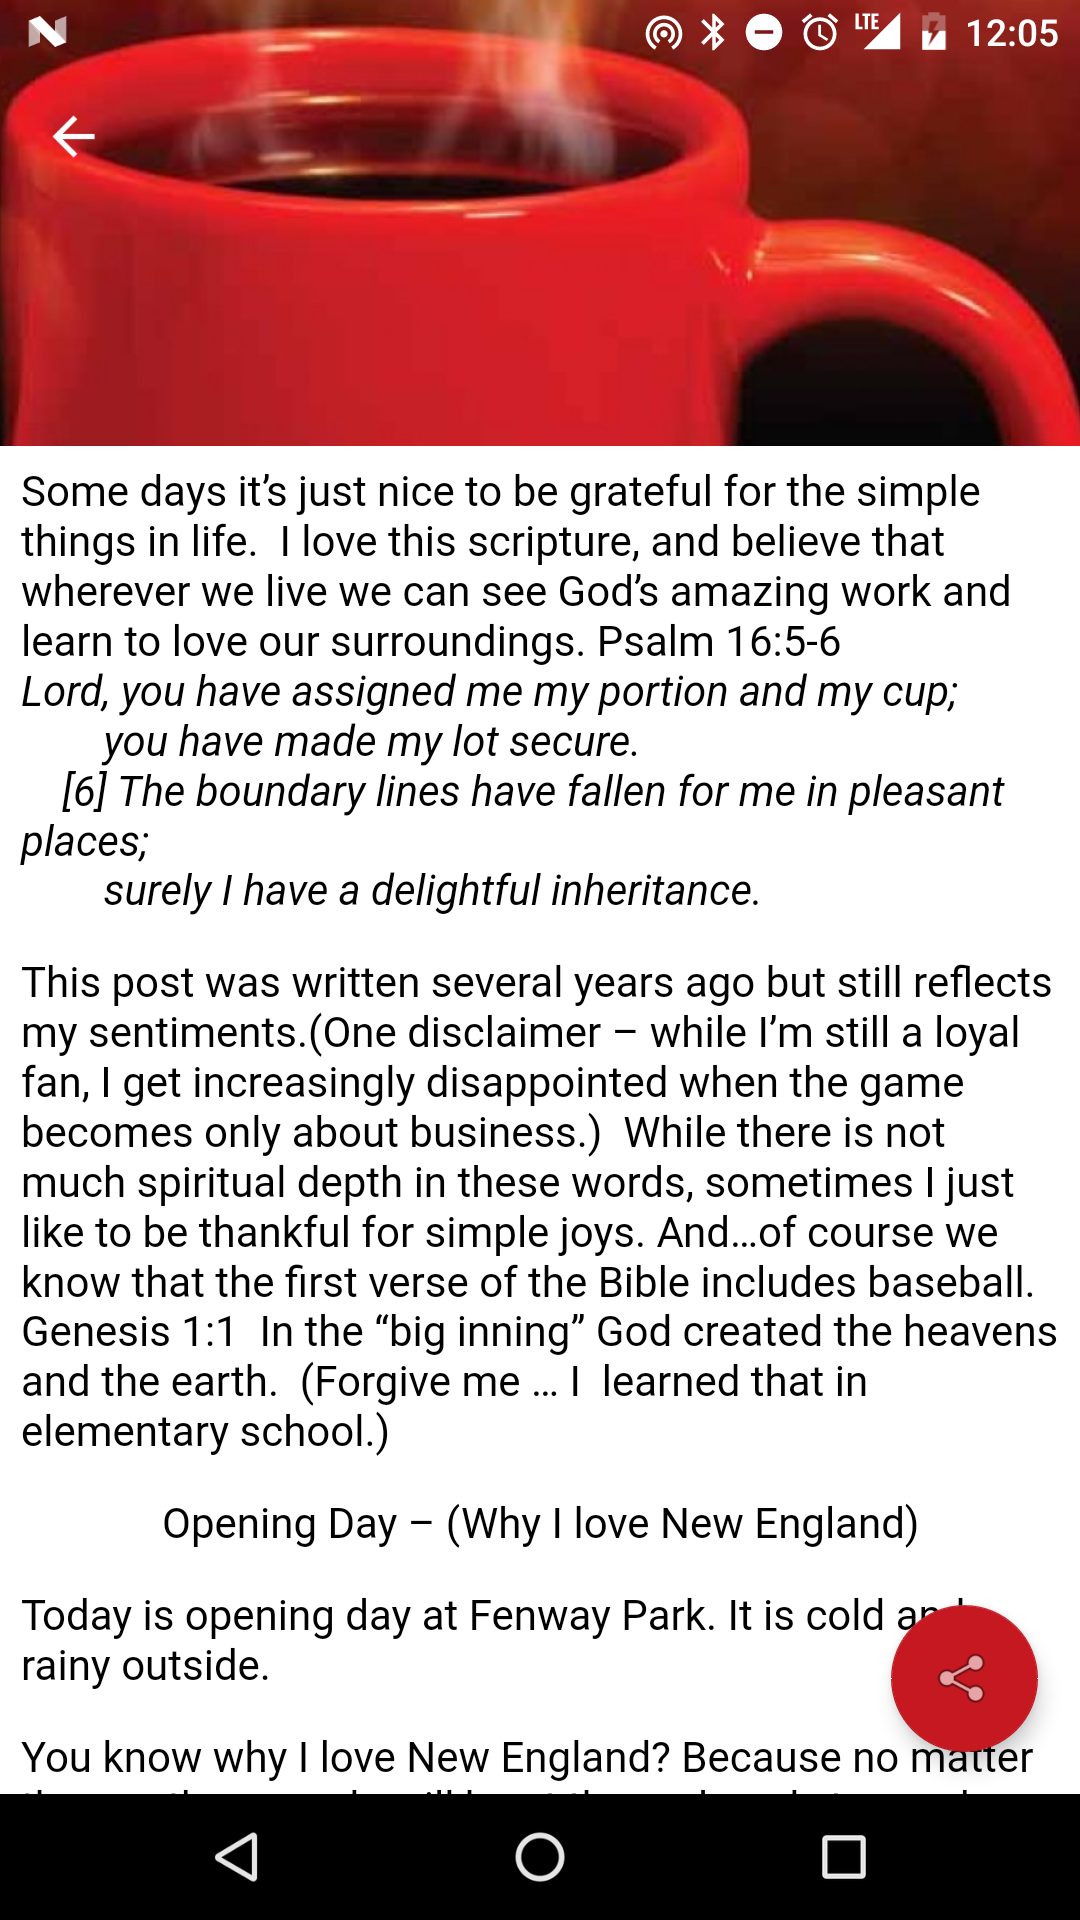 LTE 12:05
Some days it’s just nice to be grateful for the simple
things in life.  I love this scripture, and believe that
wherever we live we can see God’s amazing work and
learn to love our surroundings. Psalm 16:5-6
Lord, you have assigned me my portion and my cup;
you have made my lot secure.
[6] The boundary lines have fallen for me in pleasant
places;
surely I have a delightful inheritance.
This post was written several years ago but still reflects
my sentiments.(One disclaimer – while I’m still a loyal
fan, I get increasingly disappointed when the game
becomes only about business.)  While there is not
much spiritual depth in these words, sometimes I just
like to be thankful for simple joys. And…of course we
know that the first verse of the Bible includes baseball.
Genesis 1:1  In the “big inning” God created the heavens
and the earth.  (Forgive me … I  learned that in
elementary school.)
Opening Day – (Why I love New England)
Today is opening day at Fenway Park. It is cold and
rainy outside.
You know why I love New England? Because no matter